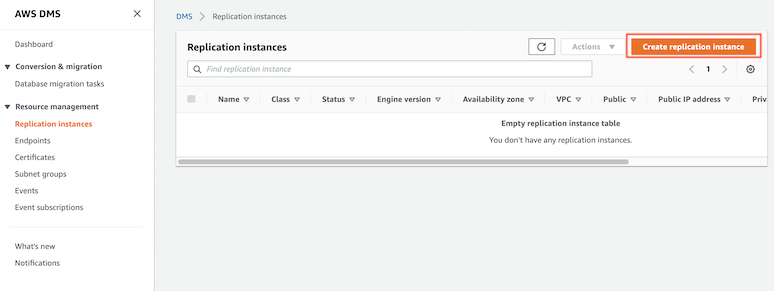 AWS DMS
Dashboard
Conversion & migration
Database migration tasks
Resource management
Replication instances
Endpoints
Certificates
Subnet groups
Events
Event subscriptions
What's new
Notifications
DMS > Replication instances
Replication instances
Actions
Create replication instance
Find replication instance
1
Name Class Status Engine version Availability zone VPC Public Public IP address Priva
Empty replication instance table
You don't have any replication instances.